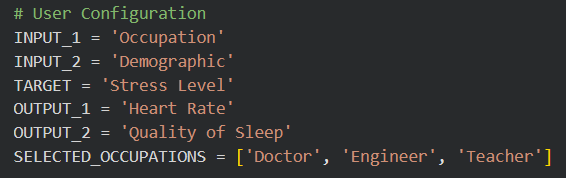 # User Configuration
INPUT_1 = 'Occupation'
INPUT_2 = 'Demographic'
TARGET = 'Stress Level'
OUTPUT_1 = 'Heart Rate'
OUTPUT_2 = 'Quality of Sleep'
SELECTED_OCCUPATIONS = ['Doctor', 'Engineer', 'Teacher']